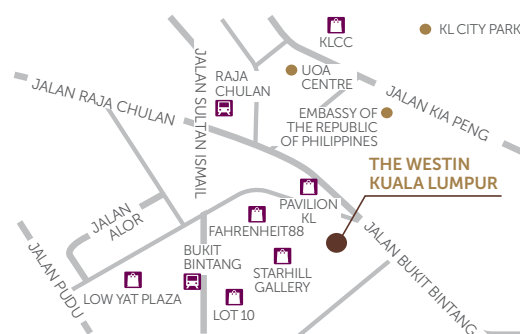 KLCC
KL CITY PARK
UOA
CENTRE
RAJA
CHULAN
JALAN SULTAN ISMAIL
JALAN RAJA CHULAN
JALAN KIA PENG
EMBASSY OF
THE REPUBLIC
OF PHILIPPINES
THE WESTIN
KUALA LUMPUR
PAVILION
KL
FAHRENHEIT88
JALAN
ALOR
JALAN BUKIT BINTANG
JALAN PUDU
BUKIT
BINTANG
STARHILL
GALLERY
LOW YAT PLAZA
LOT 10